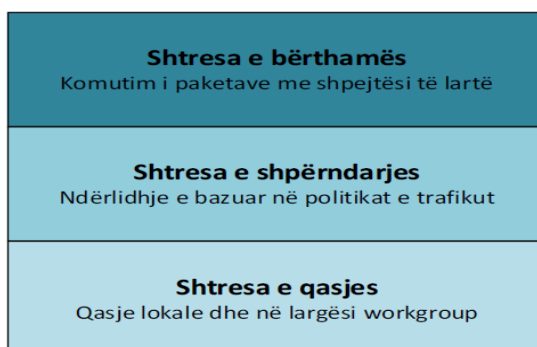 Shtresa e bërthamës
Komutim i paketave me shpejtësi të lartë
Shtresa e shpërndarjes
Ndërlidhje e bazuar në politikat e trafikut
Shtresa e qasjes
Qasje lokale dhe në largësi workgroup